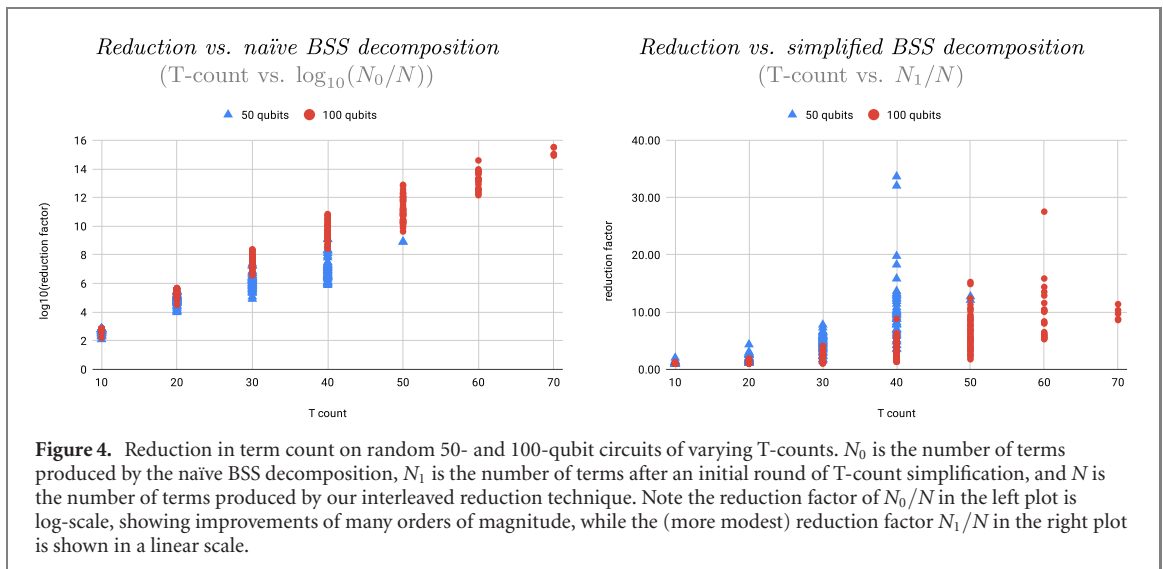 Reduction vs. naïve BSS decomposition
(T-count vs. log₁₀(N₀/N))
50 qubits 100 qubits
log10(reduction factor)
16
14
12
10
8
6
4
2
0
10 20 30 40 50 60 70
T count
Reduction vs. simplified BSS decomposition
(T-count vs. N₁/N)
50 qubits 100 qubits
reduction factor
40.00
30.00
20.00
10.00
0.00
10 20 30 40 50 60 70
T count
Figure 4. Reduction in term count on random 50- and 100-qubit circuits of varying T-counts. N₀ is the number of terms
produced by the naïve BSS decomposition, N₁ is the number of terms after an initial round of T-count simplification, and N is
the number of terms produced by our interleaved reduction technique. Note the reduction factor of N₀/N in the left plot is
log-scale, showing improvements of many orders of magnitude, while the (more modest) reduction factor N₁/N in the right plot
is shown in a linear scale.